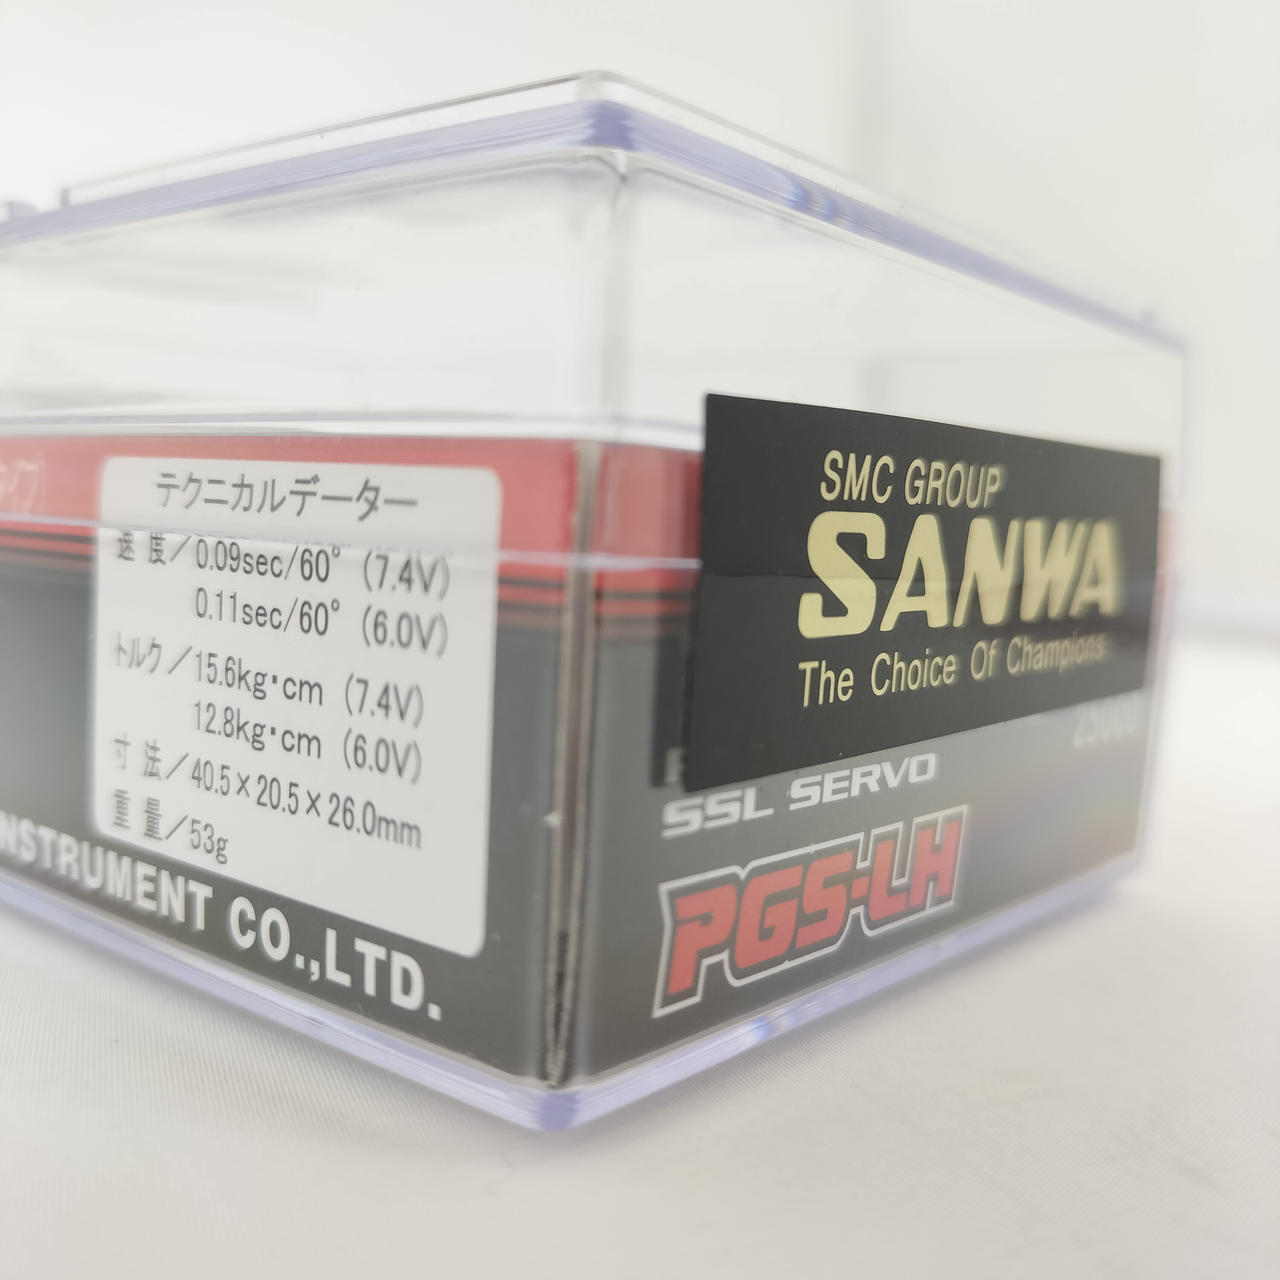 テクニカルデーター
速 度／0.09sec/60° (7.4V)
0.11sec/60° (6.0V)
トルク／15.6kg･cm (7.4V)
12.8kg･cm (6.0V)
寸 法／40.5×20.5×26.0mm
重 量／53g
NSTRUMENT CO.,LTD.
SMC GROUP
SANWA
The Choice Of Champions
SSL SERVO
PGS-LH